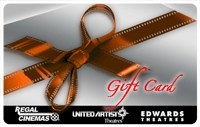 Gift Card
REGAL
CINEMAS
UNITED ARTISTS
Theatres
EDWARDS
THEATRES